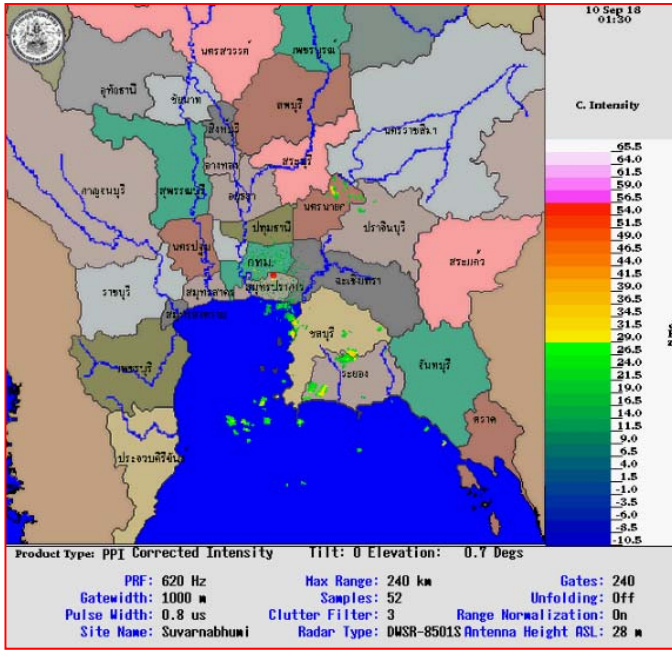 10 Sep 18
01:30
C. Intensity
65.5
64.0
61.5
59.0
56.5
54.0
51.5
49.0
46.5
44.0
41.5
39.0
36.5
34.0
31.5
29.0
26.5
24.0
21.5
19.0
16.5
14.0
11.5
9.0
6.5
4.0
1.5
-1.0
-3.5
-6.0
-8.5
-10.5
นครสวรรค์
เพชรบูรณ์
อุทัยธานี
ชัยนาท
ลพบุรี
สิงห์บุรี
นครราชสีมา
อ่างทอง
สระบุรี
กาญจนบุรี
สุพรรณบุรี
อยุธยา
นครนายก
ปราจีนบุรี
ปทุมธานี
นครปฐม
กทม.
สระแก้ว
ฉะเชิงเทรา
ราชบุรี
สมุทรสาคร
สมุทรปราการ
สมุทรสงคราม
ชลบุรี
เพชรบุรี
ระยอง
จันทบุรี
ตราด
ประจวบคีรีขันธ์
Product Type: PPI Corrected Intensity Tilt: 0 Elevation: 0.7 Degs
PRF: 620 Hz Max Range: 240 km Gates: 240
Gatewidth: 1000 m Samples: 52 Unfolding: Off
Pulse Width: 0.8 us Clutter Filter: 3 Range Normalization: On
Site Name: Suvarnabhumi Radar Type: DWSR-8501S Antenna Height ASL: 28 m